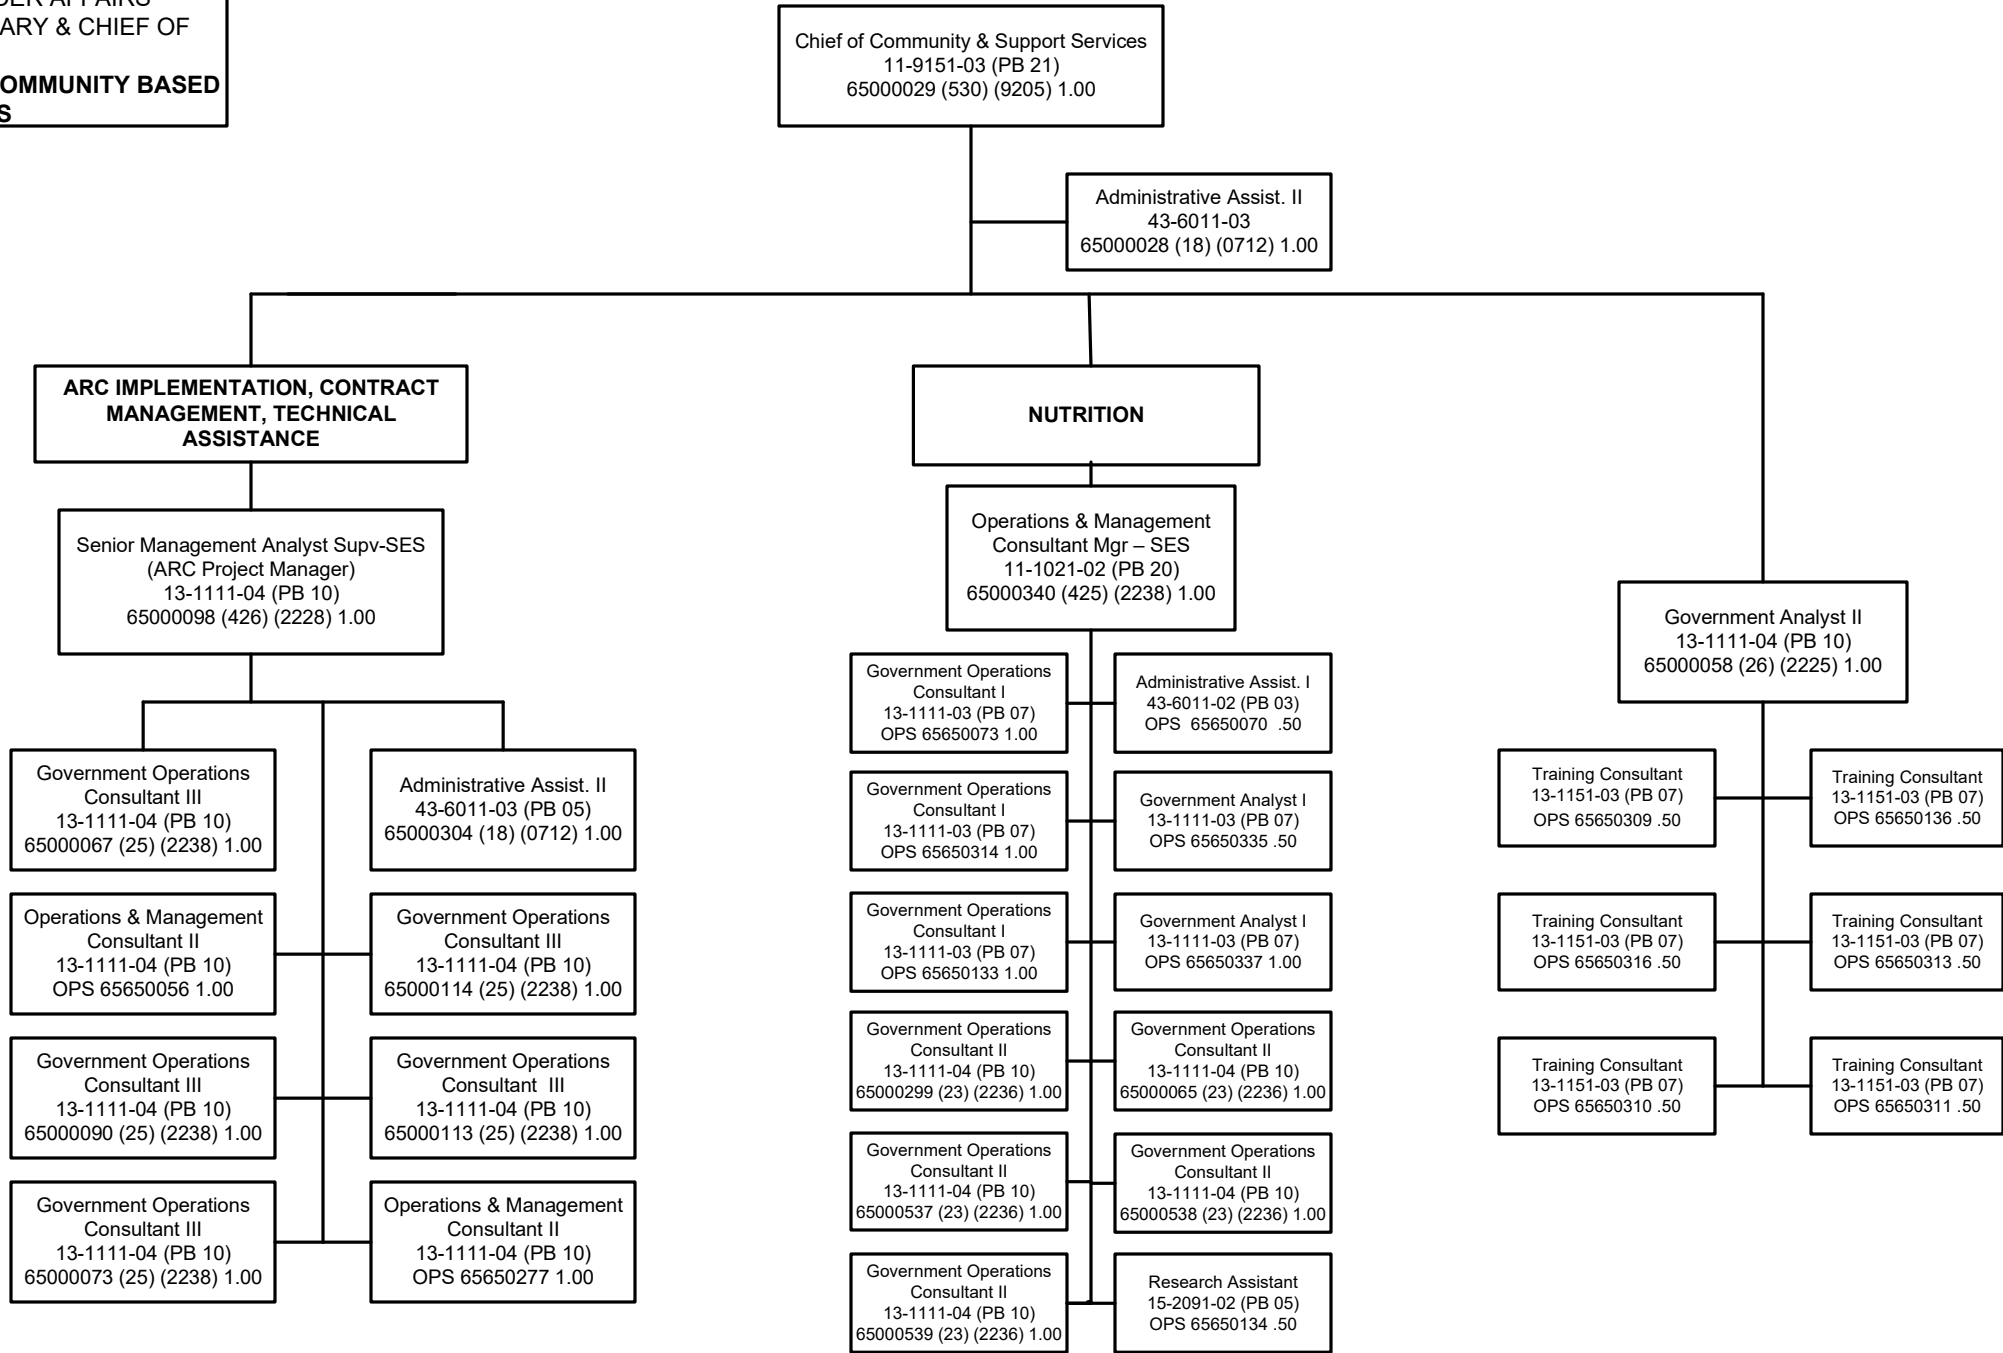 AFFAIRS
ARY & CHIEF OF
OMMUNITY BASED
S
Chief of Community & Support Services
11-9151-03 (PB 21)
65000029 (530) (9205) 1.00
Administrative Assist. II
43-6011-03
65000028 (18) (0712) 1.00
ARC IMPLEMENTATION, CONTRACT
MANAGEMENT, TECHNICAL
ASSISTANCE
Senior Management Analyst Supv-SES
(ARC Project Manager)
13-1111-04 (PB 10)
65000098 (426) (2228) 1.00
Government Operations
Consultant III
13-1111-04 (PB 10)
65000067 (25) (2238) 1.00
Administrative Assist. II
43-6011-03 (PB 05)
65000304 (18) (0712) 1.00
Operations & Management
Consultant II
13-1111-04 (PB 10)
OPS 65650056 1.00
Government Operations
Consultant III
13-1111-04 (PB 10)
65000114 (25) (2238) 1.00
Government Operations
Consultant III
13-1111-04 (PB 10)
65000090 (25) (2238) 1.00
Government Operations
Consultant  III
13-1111-04 (PB 10)
65000113 (25) (2238) 1.00
Government Operations
Consultant III
13-1111-04 (PB 10)
65000073 (25) (2238) 1.00
Operations & Management
Consultant II
13-1111-04 (PB 10)
OPS 65650277 1.00
NUTRITION
Operations & Management
Consultant Mgr – SES
11-1021-02 (PB 20)
65000340 (425) (2238) 1.00
Government Operations
Consultant I
13-1111-03 (PB 07)
OPS 65650073 1.00
Administrative Assist. I
43-6011-02 (PB 03)
OPS  65650070  .50
Government Operations
Consultant I
13-1111-03 (PB 07)
OPS 65650314 1.00
Government Analyst I
13-1111-03 (PB 07)
OPS 65650335 .50
Government Operations
Consultant I
13-1111-03 (PB 07)
OPS 65650133 1.00
Government Analyst I
13-1111-03 (PB 07)
OPS 65650337 1.00
Government Operations
Consultant II
13-1111-04 (PB 10)
65000299 (23) (2236) 1.00
Government Operations
Consultant II
13-1111-04 (PB 10)
65000065 (23) (2236) 1.00
Government Operations
Consultant II
13-1111-04 (PB 10)
65000537 (23) (2236) 1.00
Government Operations
Consultant II
13-1111-04 (PB 10)
65000538 (23) (2236) 1.00
Government Operations
Consultant II
13-1111-04 (PB 10)
65000539 (23) (2236) 1.00
Research Assistant
15-2091-02 (PB 05)
OPS 65650134 .50
Government Analyst II
13-1111-04 (PB 10)
65000058 (26) (2225) 1.00
Training Consultant
13-1151-03 (PB 07)
OPS 65650309 .50
Training Consultant
13-1151-03 (PB 07)
OPS 65650136 .50
Training Consultant
13-1151-03 (PB 07)
OPS 65650316 .50
Training Consultant
13-1151-03 (PB 07)
OPS 65650313 .50
Training Consultant
13-1151-03 (PB 07)
OPS 65650310 .50
Training Consultant
13-1151-03 (PB 07)
OPS 65650311 .50